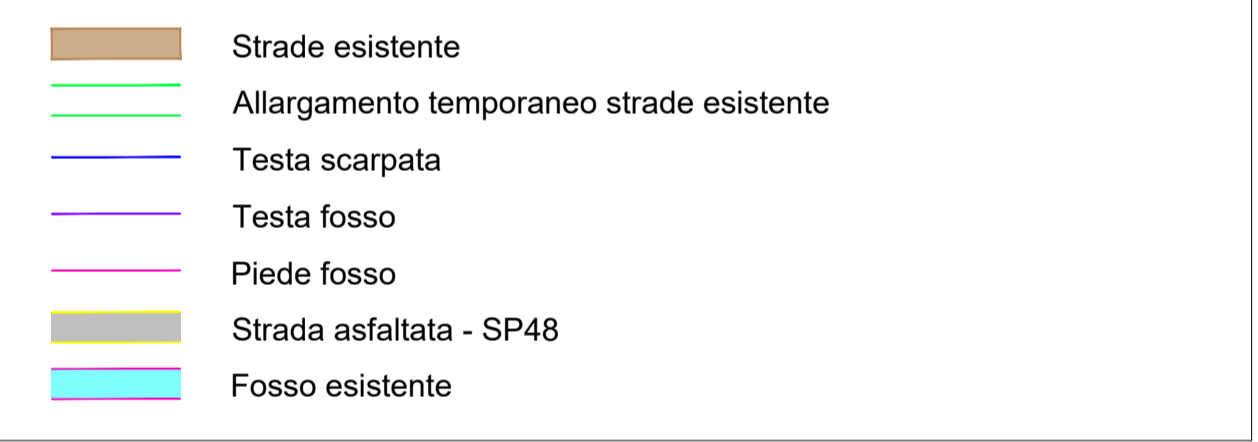 Strade esistente
Allargamento temporaneo strade esistente
Testa scarpata
Testa fosso
Piede fosso
Strada asfaltata - SP48
Fosso esistente